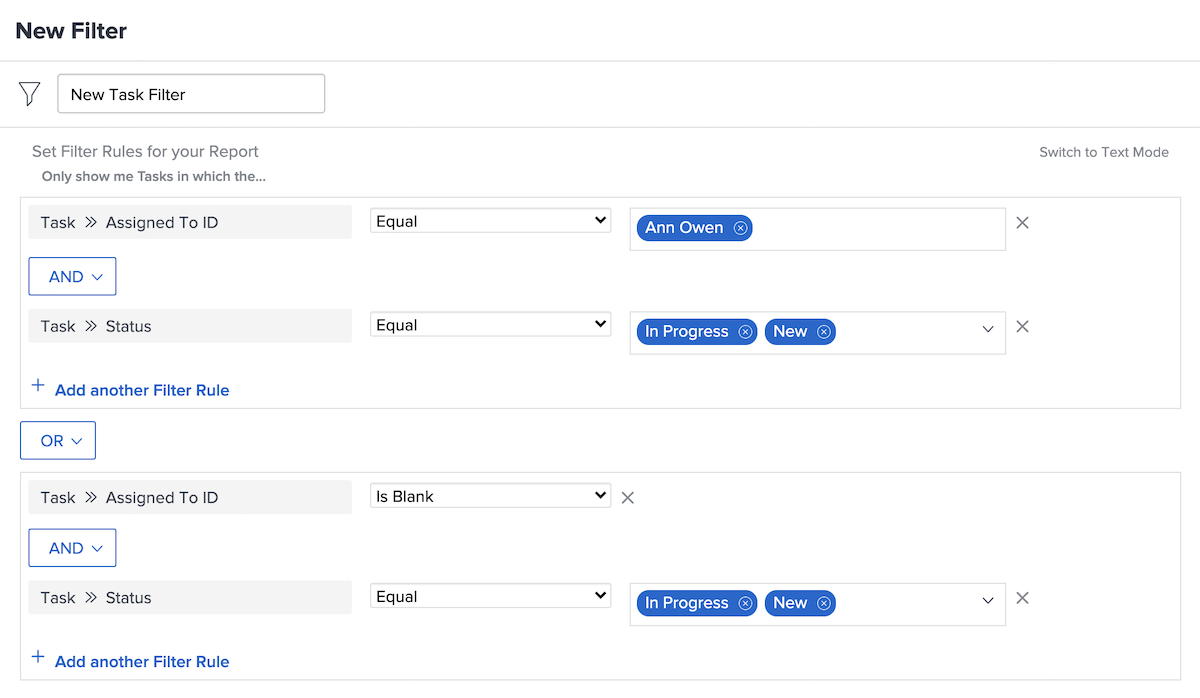 New Filter
New Task Filter
Set Filter Rules for your Report
Switch to Text Mode
Only show me Tasks in which the...
Task » Assigned To ID Equal Ann Owen
AND
Task » Status Equal In Progress New
+ Add another Filter Rule
OR
Task » Assigned To ID Is Blank
AND
Task » Status Equal In Progress New
+ Add another Filter Rule